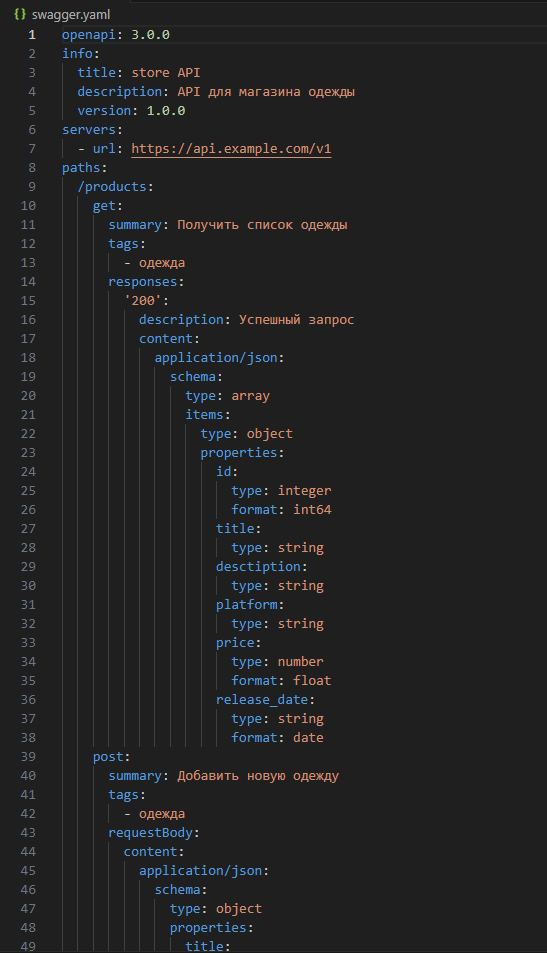 {} swagger.yaml
1 openapi: 3.0.0
2 info:
3 title: store API
4 description: API для магазина одежды
5 version: 1.0.0
6 servers:
7 - url: https://api.example.com/v1
8 paths:
9 /products:
10 get:
11 summary: Получить список одежды
12 tags:
13 - одежда
14 responses:
15 '200':
16 description: Успешный запрос
17 content:
18 application/json:
19 schema:
20 type: array
21 items:
22 type: object
23 properties:
24 id:
25 type: integer
26 format: int64
27 title:
28 type: string
29 desctiption:
30 type: string
31 platform:
32 type: string
33 price:
34 type: number
35 format: float
36 release_date:
37 type: string
38 format: date
39 post:
40 summary: Добавить новую одежду
41 tags:
42 - одежда
43 requestBody:
44 content:
45 application/json:
46 schema:
47 type: object
48 properties:
49 title: